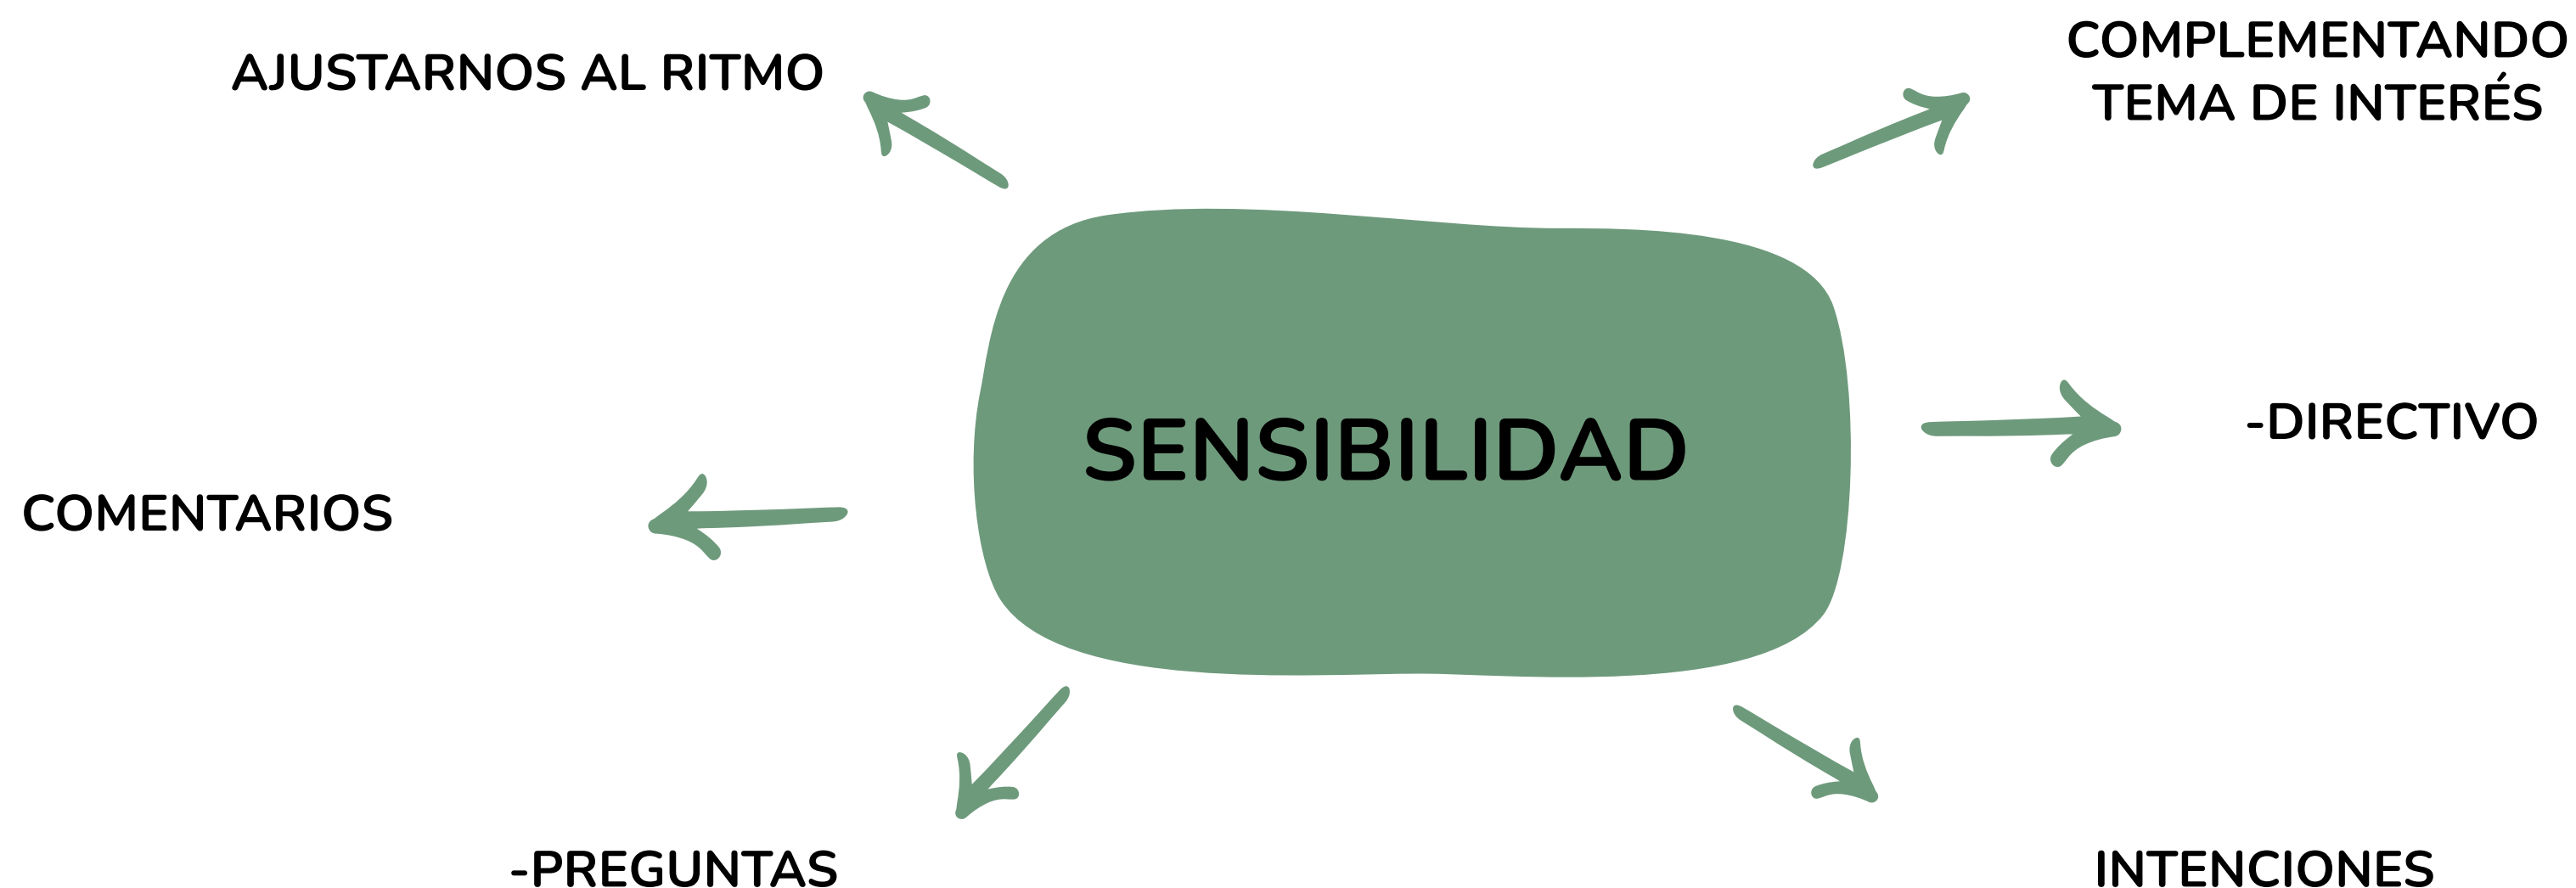 AJUSTARNOS AL RITMO
COMPLEMENTANDO
TEMA DE INTERÉS
SENSIBILIDAD
-DIRECTIVO
COMENTARIOS
-PREGUNTAS
INTENCIONES